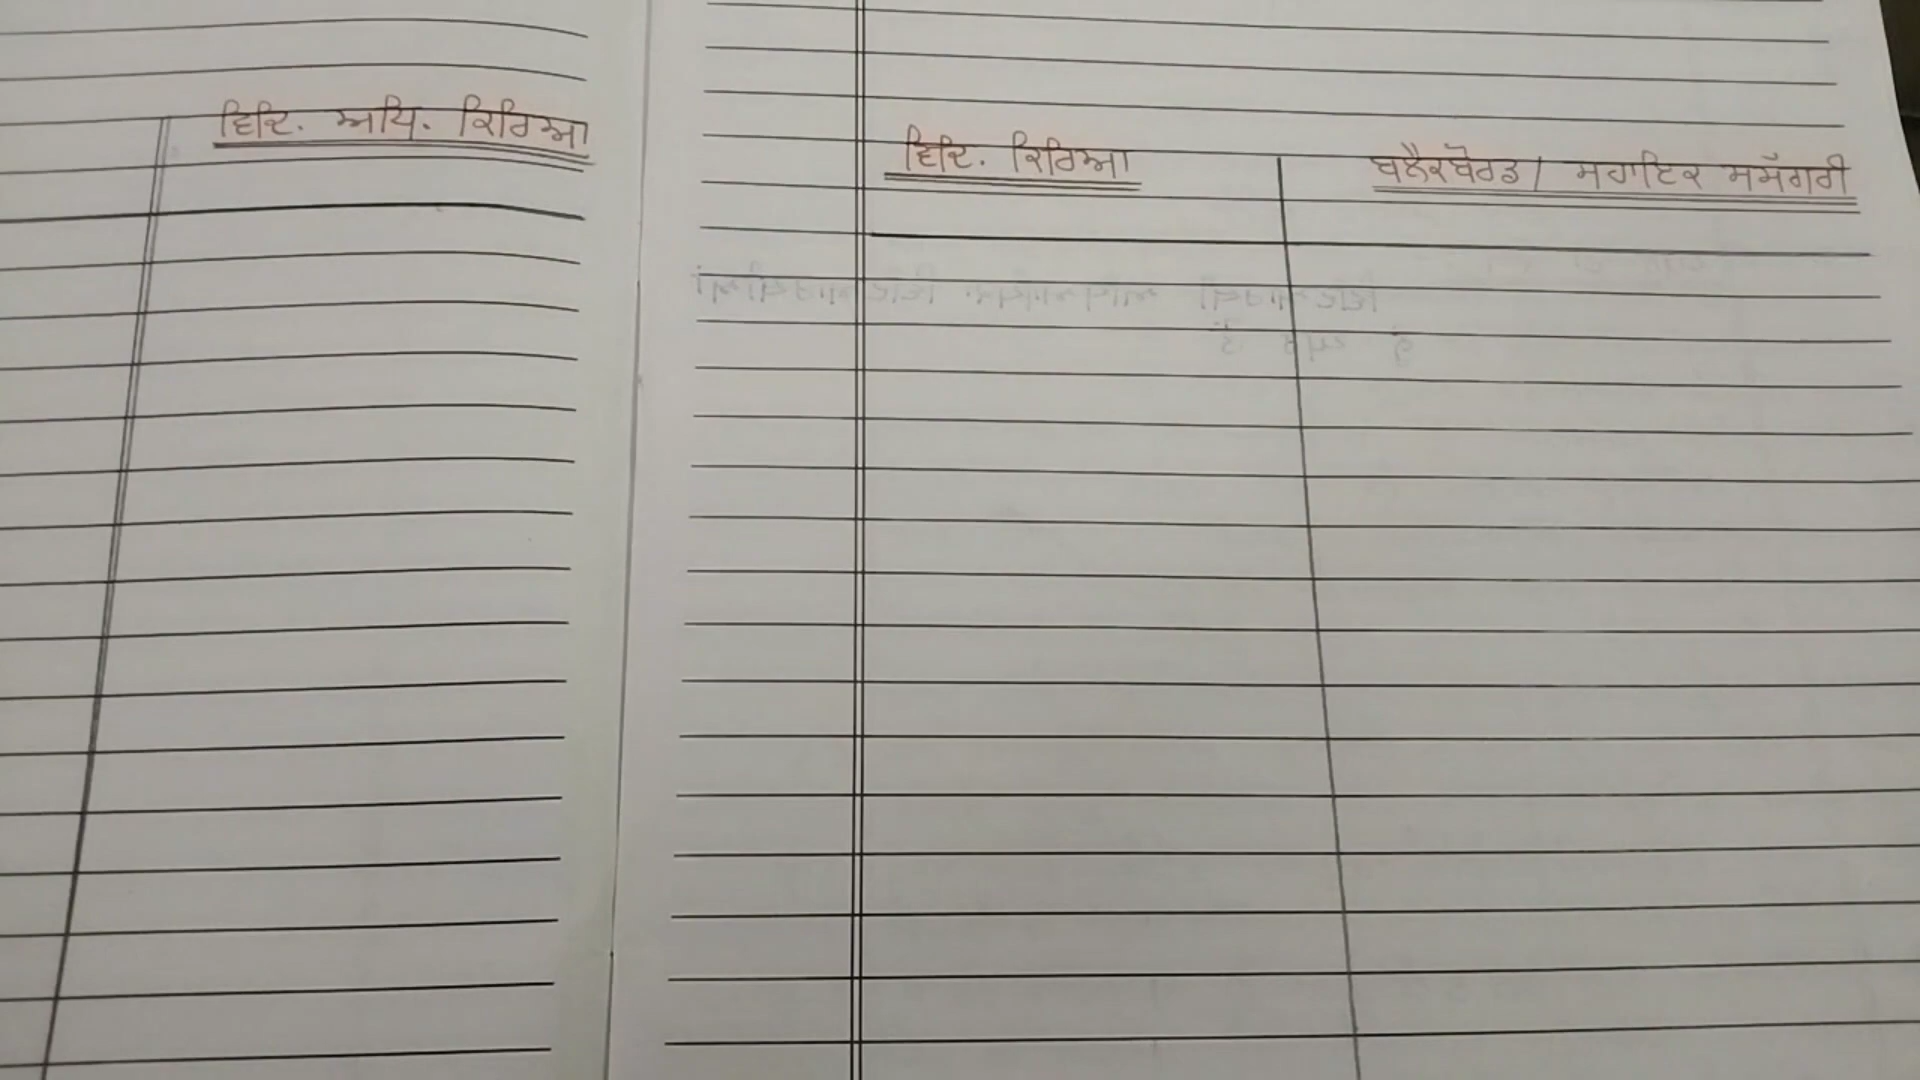 ਵਿਦਿ. ਅਧਿ. ਕਿਰਿਆ
ਵਿਦਿ. ਕਿਰਿਆ
ਬਲੈਕਬੋਰਡ / ਸਹਾਇਕ ਸਮੱਗਰੀ